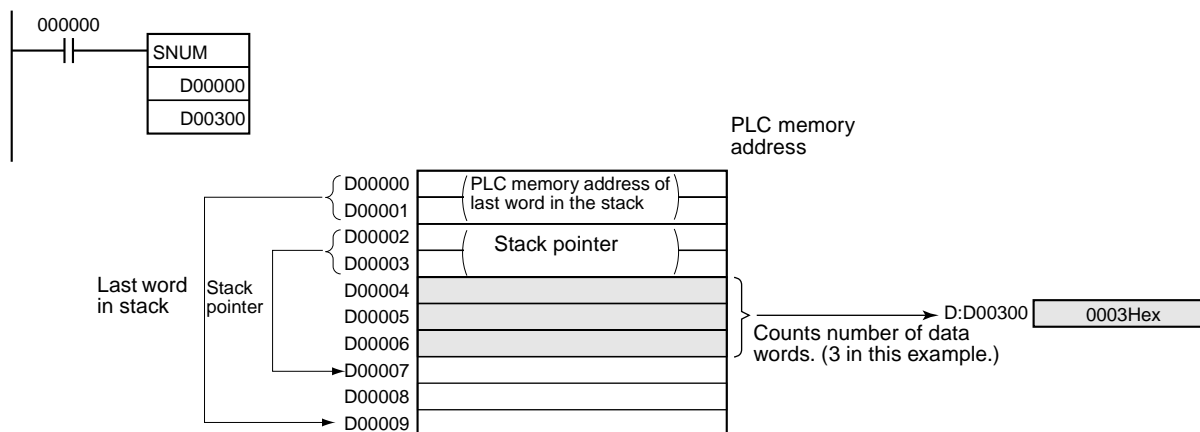 000000
SNUM
D00000
D00300
PLC memory
address
D00000
PLC memory address of
last word in the stack
D00001
D00002
Stack pointer
D00003
Last word
in stack
Stack
pointer
D00004
D00005
D00006
Counts number of data
words. (3 in this example.)
D:D00300
0003Hex
D00007
D00008
D00009